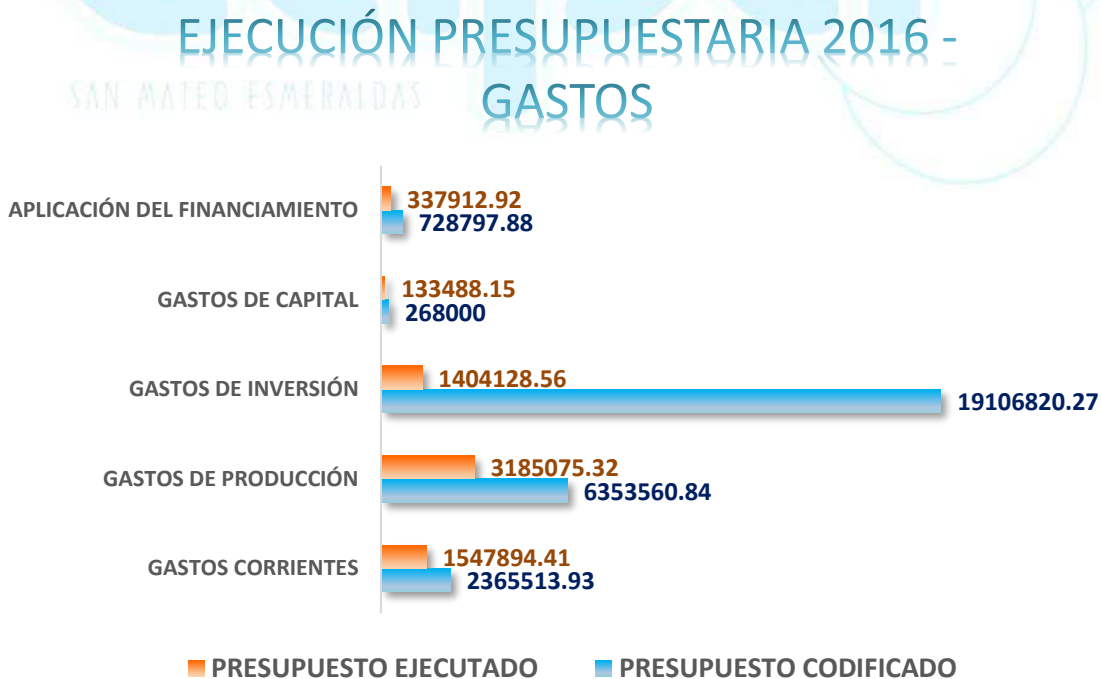 EJECUCIÓN PRESUPUESTARIA 2016 -
GASTOS
SAN MATEO ESMERALDAS
APLICACIÓN DEL FINANCIAMIENTO
337912.92
728797.88
GASTOS DE CAPITAL
133488.15
268000
GASTOS DE INVERSIÓN
1404128.56
19106820.27
GASTOS DE PRODUCCIÓN
3185075.32
6353560.84
GASTOS CORRIENTES
1547894.41
2365513.93
PRESUPUESTO EJECUTADO
PRESUPUESTO CODIFICADO